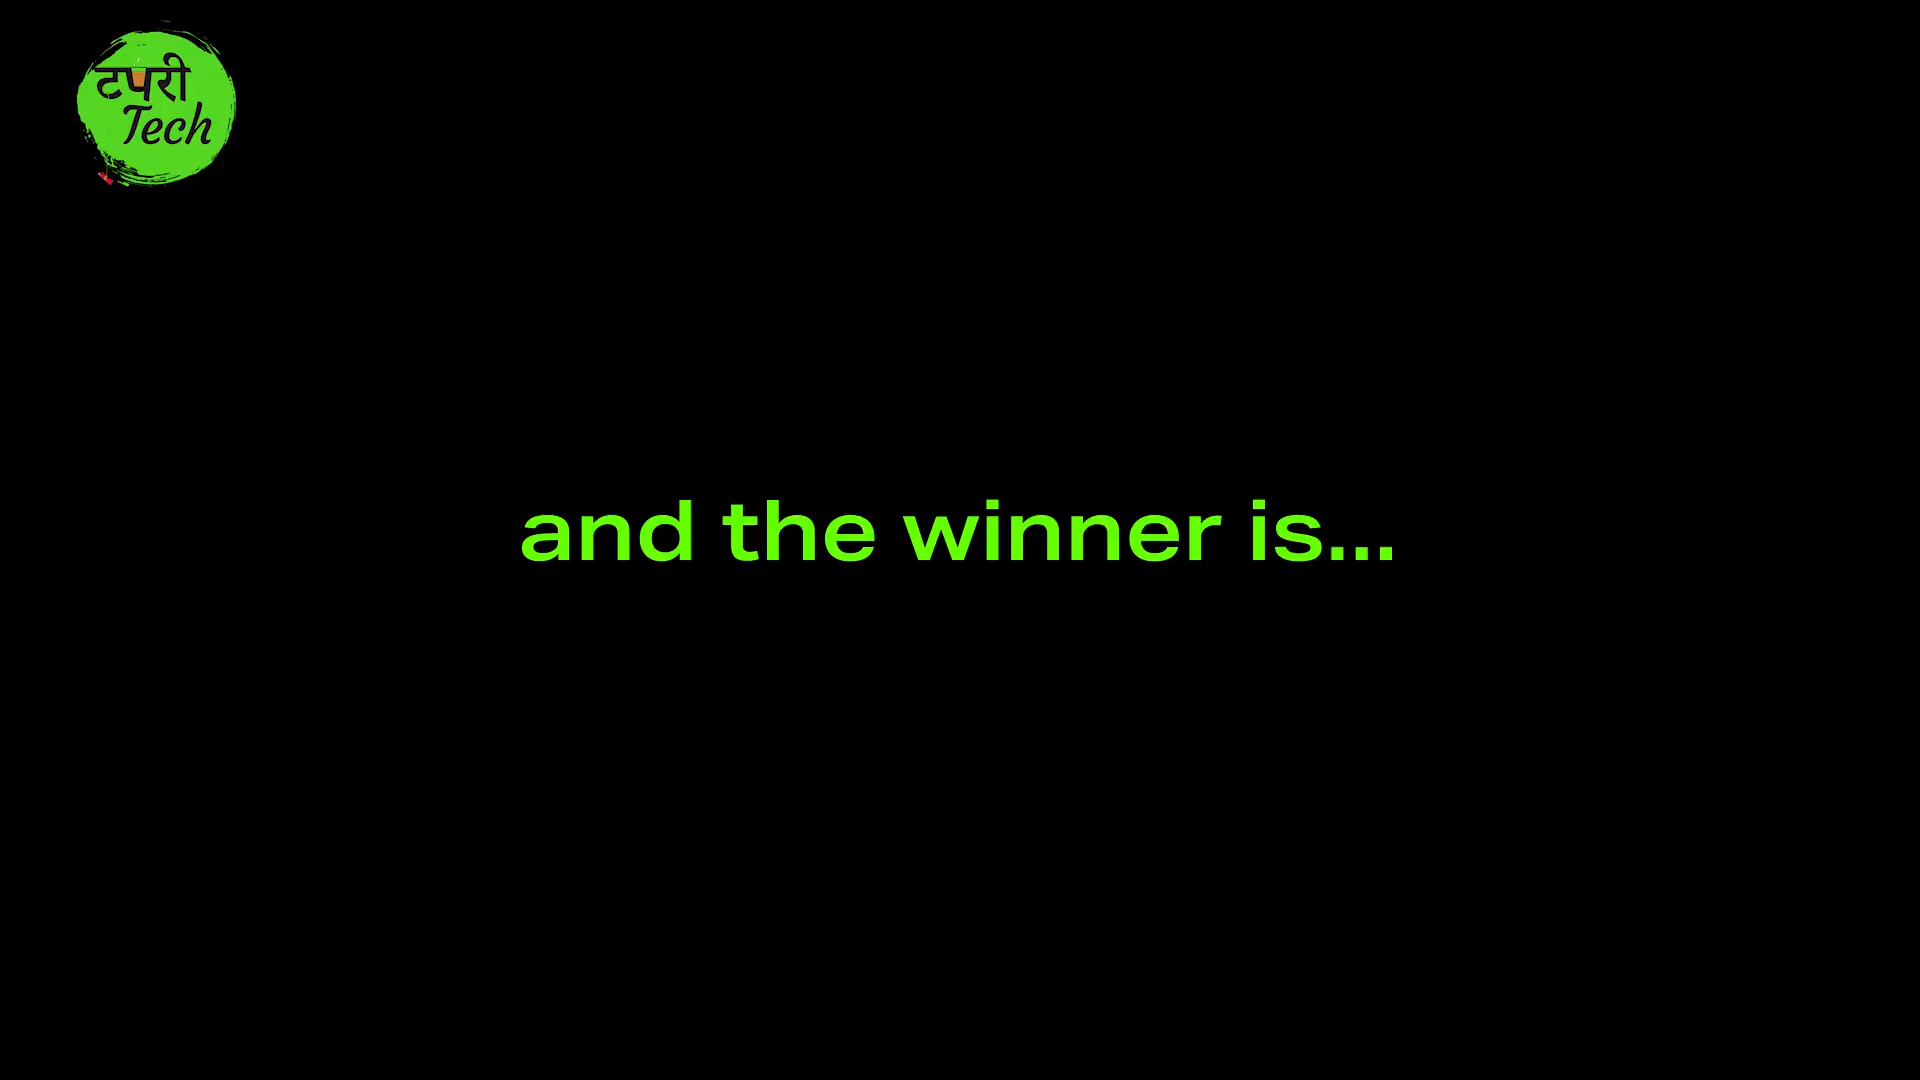 टपरी
Tech
and the winner is...